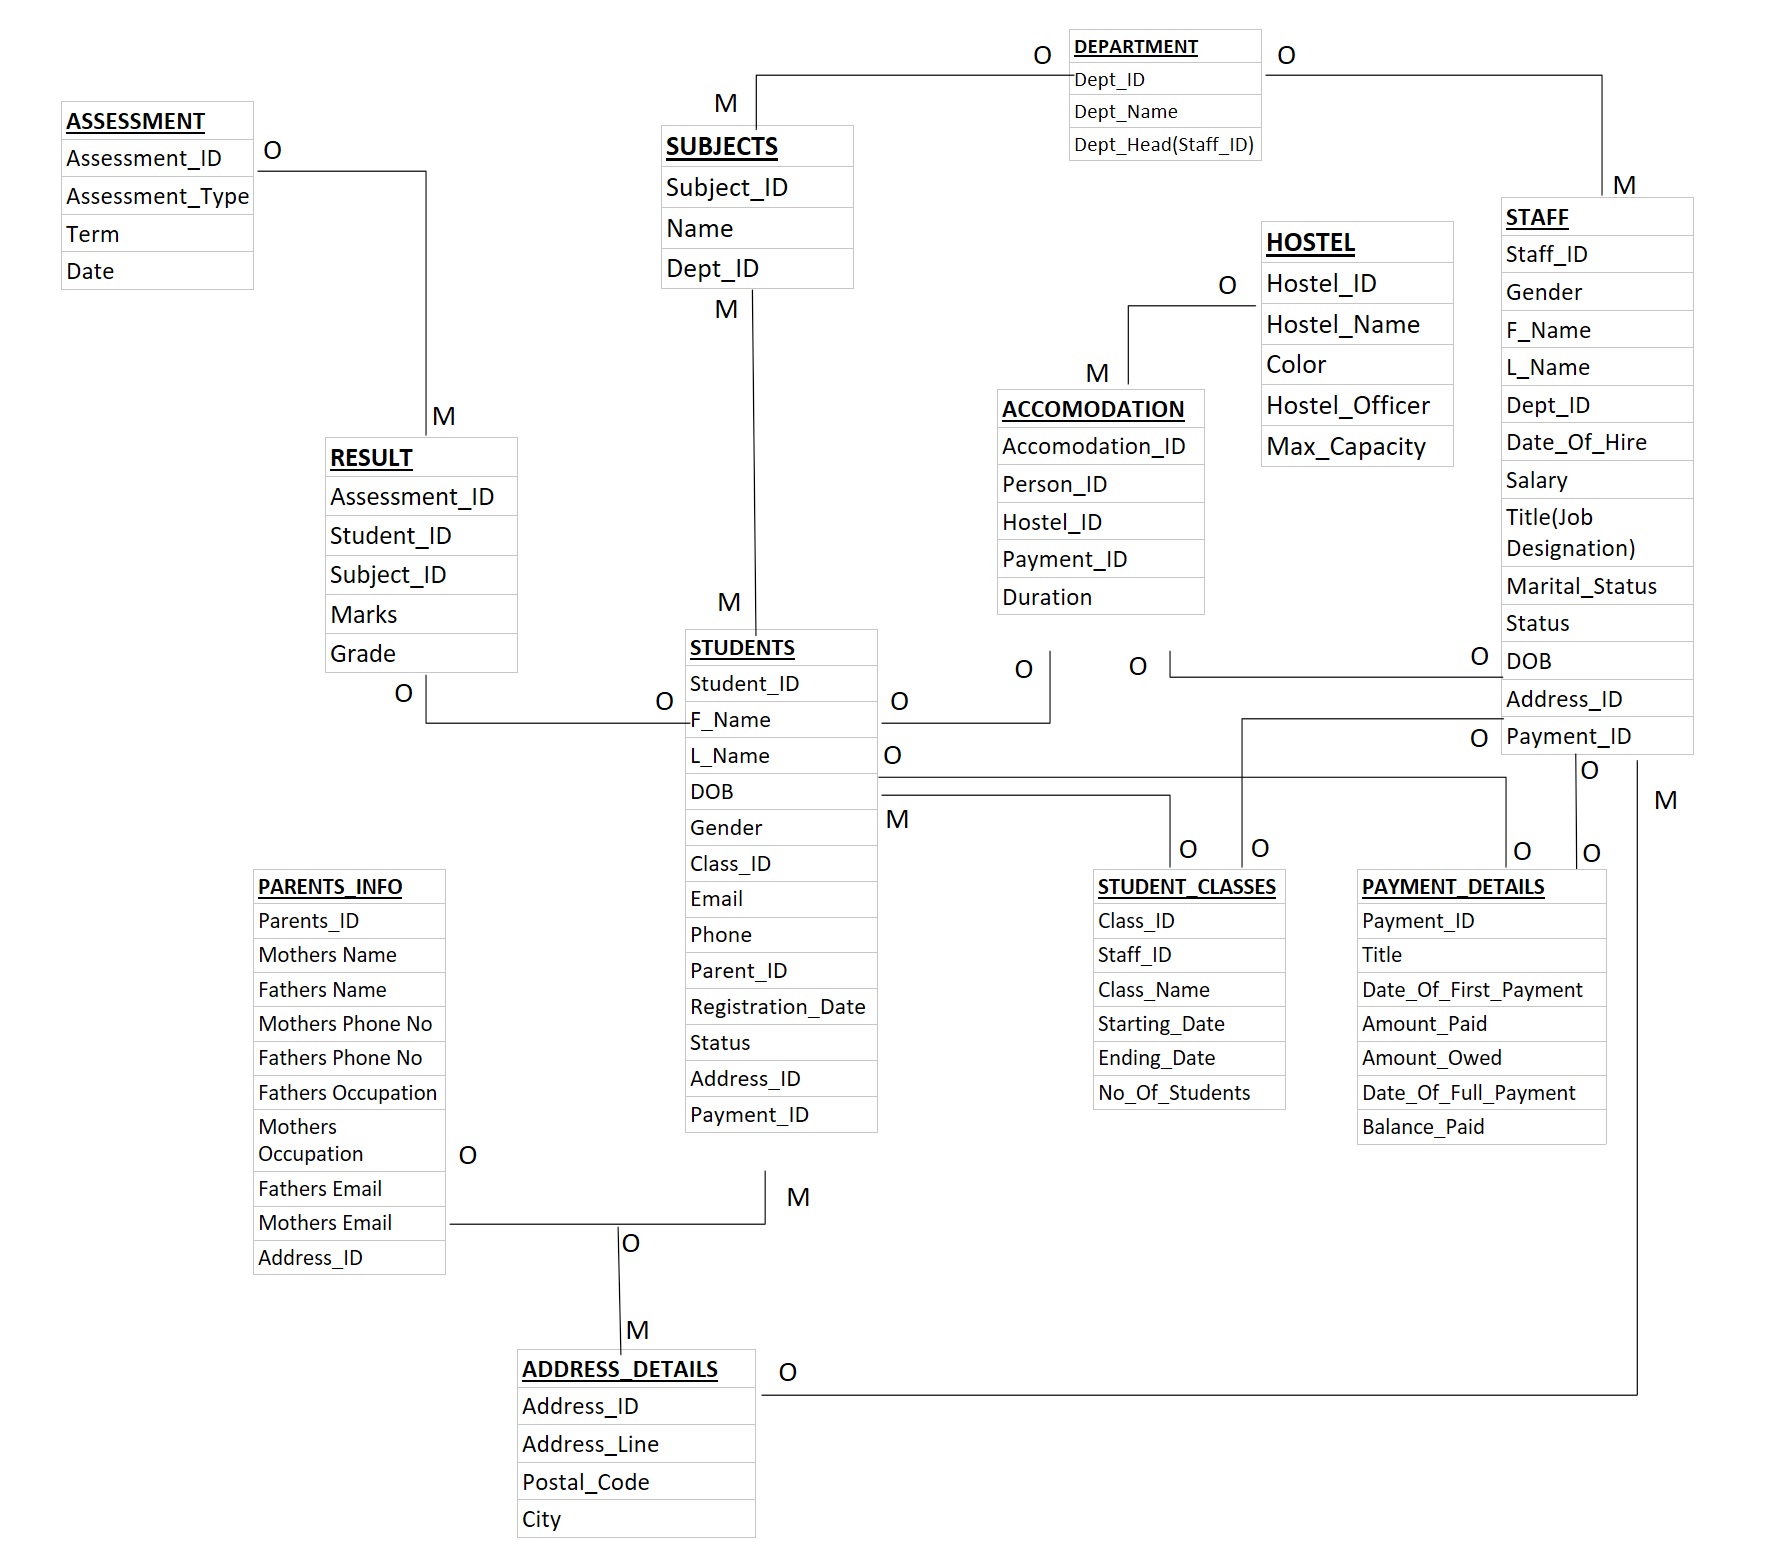 DEPARTMENT
Dept_ID
Dept_Name
Dept_Head(Staff_ID)
O
O
M
M
ASSESSMENT
Assessment_ID
Assessment_Type
Term
Date
O
M
SUBJECTS
Subject_ID
Name
Dept_ID
M
M
HOSTEL
Hostel_ID
Hostel_Name
Color
Hostel_Officer
Max_Capacity
O
M
STAFF
Staff_ID
Gender
F_Name
L_Name
Dept_ID
Date_Of_Hire
Salary
Title(Job
Designation)
Marital_Status
Status
DOB
Address_ID
Payment_ID
O
O
O
M
ACCOMODATION
Accomodation_ID
Person_ID
Hostel_ID
Payment_ID
Duration
O
O
RESULT
Assessment_ID
Student_ID
Subject_ID
Marks
Grade
O
O
STUDENTS
Student_ID
F_Name
L_Name
DOB
Gender
Class_ID
Email
Phone
Parent_ID
Registration_Date
Status
Address_ID
Payment_ID
O
O
M
M
STUDENT_CLASSES
Class_ID
Staff_ID
Class_Name
Starting_Date
Ending_Date
No_Of_Students
O
O
PAYMENT_DETAILS
Payment_ID
Title
Date_Of_First_Payment
Amount_Paid
Amount_Owed
Date_Of_Full_Payment
Balance_Paid
O
O
PARENTS_INFO
Parents_ID
Mothers Name
Fathers Name
Mothers Phone No
Fathers Phone No
Fathers Occupation
Mothers
Occupation
Fathers Email
Mothers Email
Address_ID
O
O
M
ADDRESS_DETAILS
Address_ID
Address_Line
Postal_Code
City
O